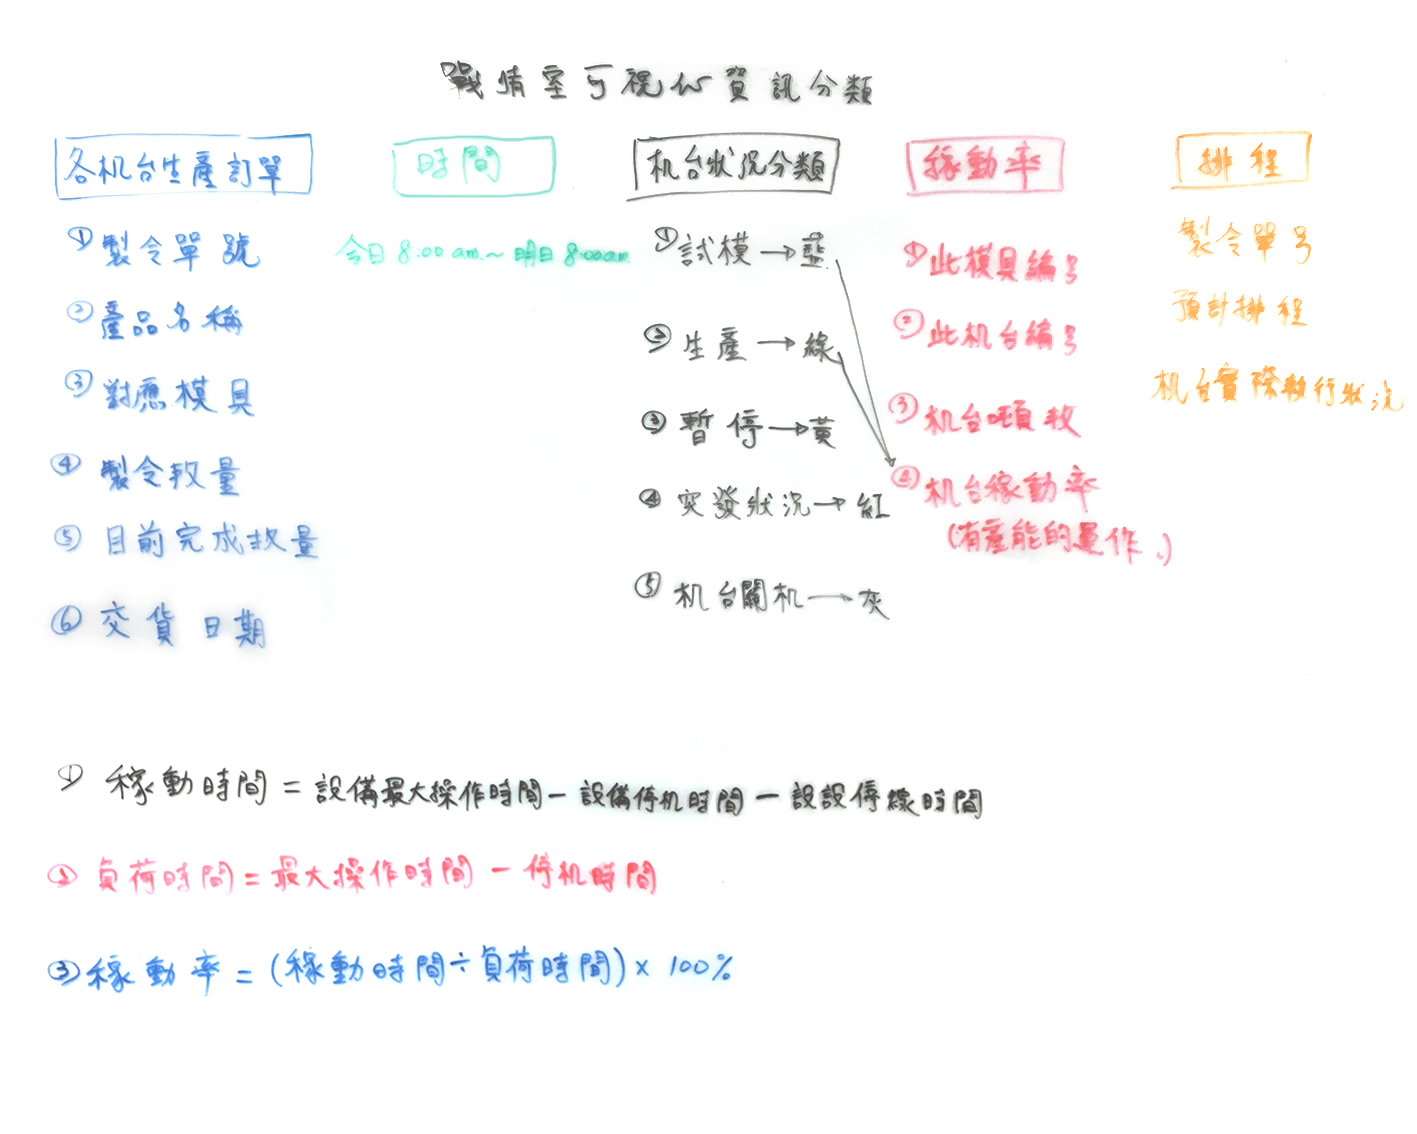 戰情室可視化資訊分類
各机台生產訂單
①製令單號
②產品名稱
③對應模具
④製令數量
⑤目前完成數量
⑥交貨日期
時間
今日 8:00 am.~明日 8:00am
机台狀況分類
①試模→藍
②生產→綠
③暫停→黃
④突發狀況→紅
⑤机台關机→灰
稼動率
①此模具編号
②此机台編号
③机台噸數
④机台稼動率
(有產能的運作.)
排程
製令單号
預計排程
机台實際執行狀況
①稼動時間=設備最大操作時間-設備停机時間-設設停線時間
②負荷時間=最大操作時間-停机時間
③稼動率=(稼動時間÷負荷時間)×100%